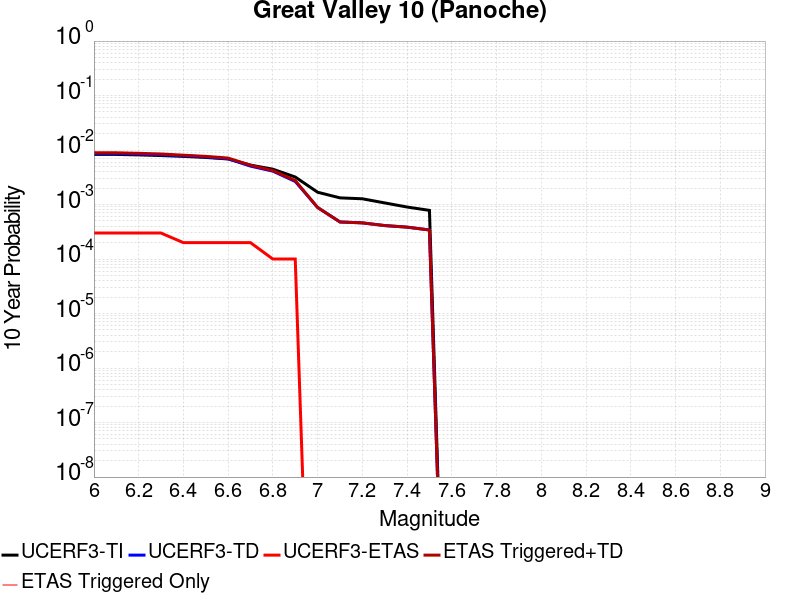 Great Valley 10 (Panoche)
10 Year Probability
10^0
10^-1
10^-2
10^-3
10^-4
10^-5
10^-6
10^-7
10^-8
6 6.2 6.4 6.6 6.8 7 7.2 7.4 7.6 7.8 8 8.2 8.4 8.6 8.8 9
Magnitude
UCERF3-TI UCERF3-TD UCERF3-ETAS ETAS Triggered+TD
ETAS Triggered Only